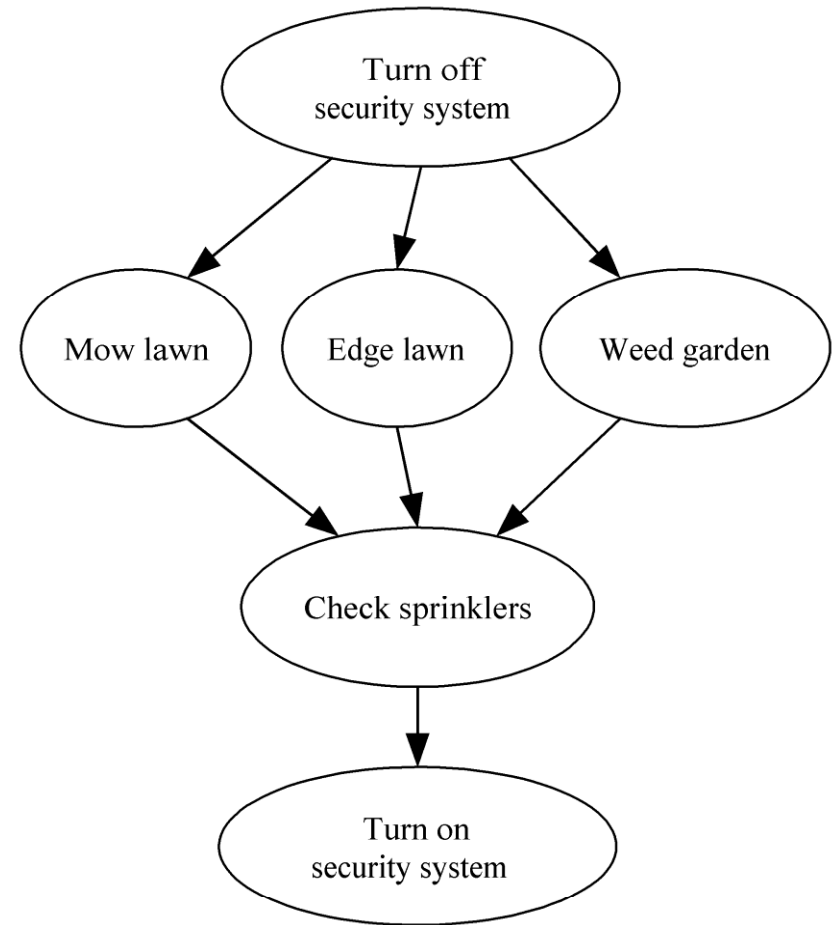 Turn off
security system
Mow lawn
Edge lawn
Weed garden
Check sprinklers
Turn on
security system